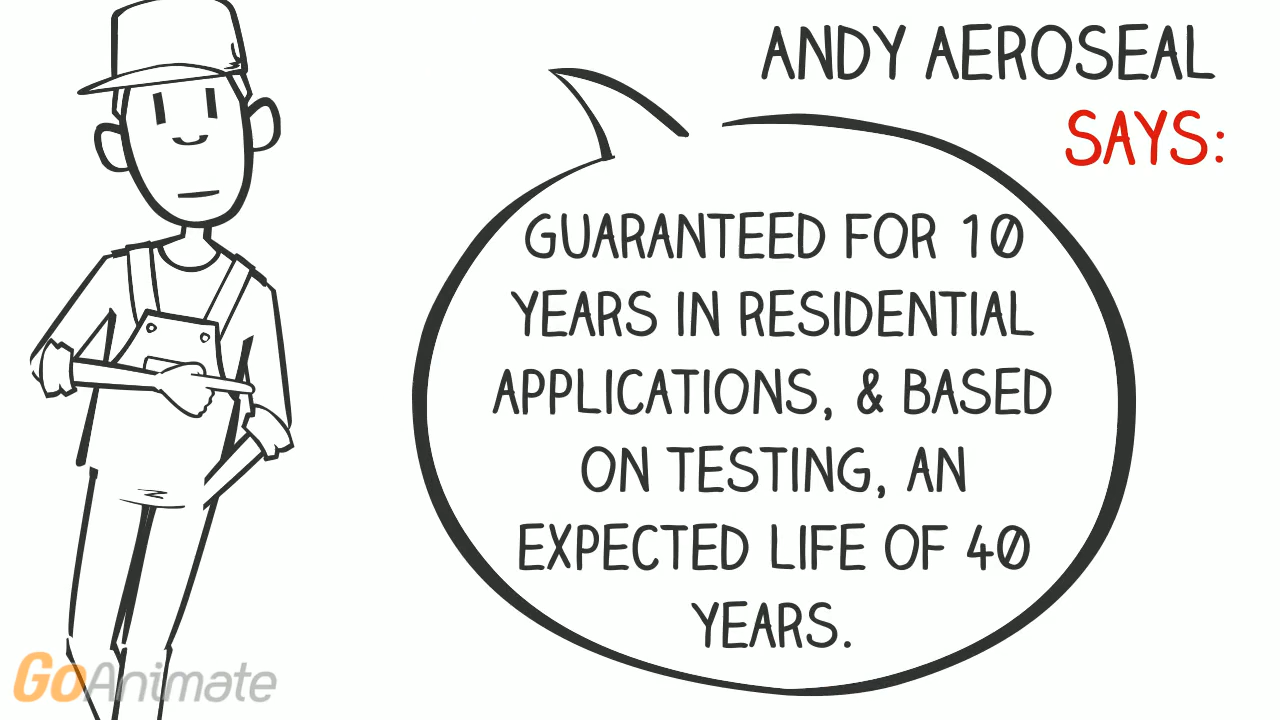 ANDY AEROSEAL
SAYS:
GUARANTEED FOR 10
YEARS IN RESIDENTIAL
APPLICATIONS, & BASED
ON TESTING, AN
EXPECTED LIFE OF 40
YEARS.
GoAnimate